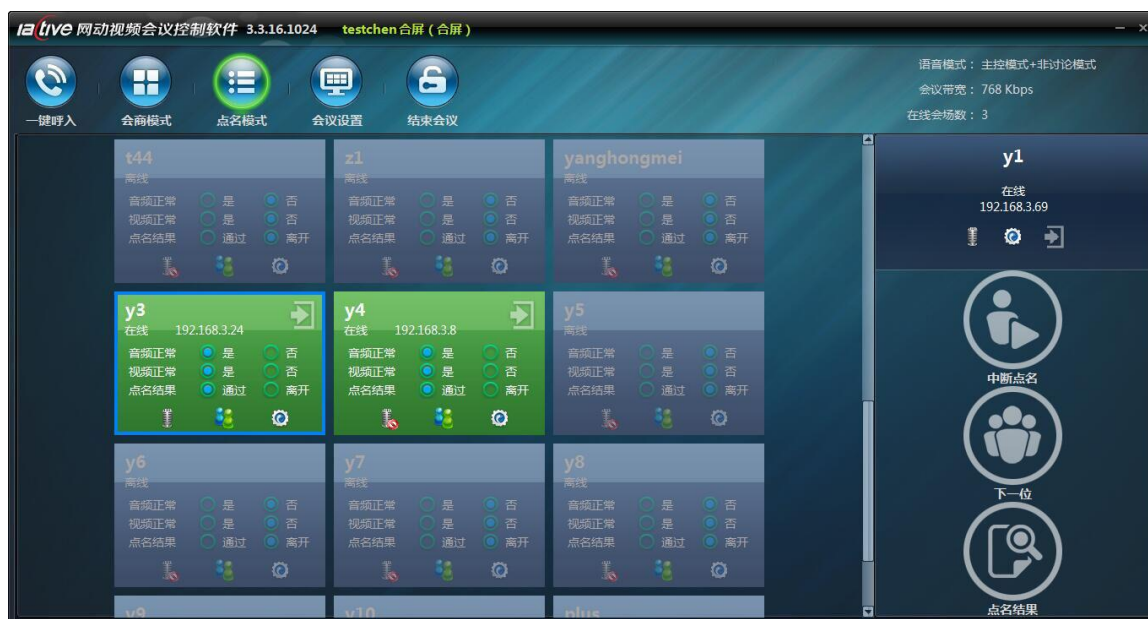 iactive 网动视频会议控制软件 3.3.16.1024 testchen合屏(合屏)
一键呼入 会商模式 点名模式 会议设置 结束会议
语音模式: 主控模式+非讨论模式
会议带宽: 768 Kbps
在线会场数: 3
t44 z1 yanghongmei
离线 离线 离线
音频正常 是 否 音频正常 是 否 音频正常 是 否
视频正常 是 否 视频正常 是 否 视频正常 是 否
点名结果 通过 离开 点名结果 通过 离开 点名结果 通过 离开
y3 y4 y5
在线 192.168.3.24 在线 192.168.3.8 离线
音频正常 是 否 音频正常 是 否 音频正常 是 否
视频正常 是 否 视频正常 是 否 视频正常 是 否
点名结果 通过 离开 点名结果 通过 离开 点名结果 通过 离开
y6 y7 y8
离线 离线 离线
音频正常 是 否 音频正常 是 否 音频正常 是 否
视频正常 是 否 视频正常 是 否 视频正常 是 否
点名结果 通过 离开 点名结果 通过 离开 点名结果 通过 离开
y9 y10 plus
y1
在线
192.168.3.69
中断点名
下一位
点名结果